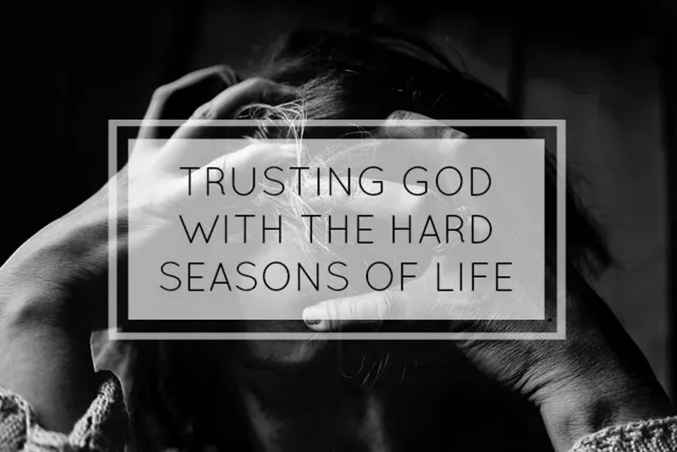 TRUSTING GOD
WITH THE HARD
SEASONS OF LIFE